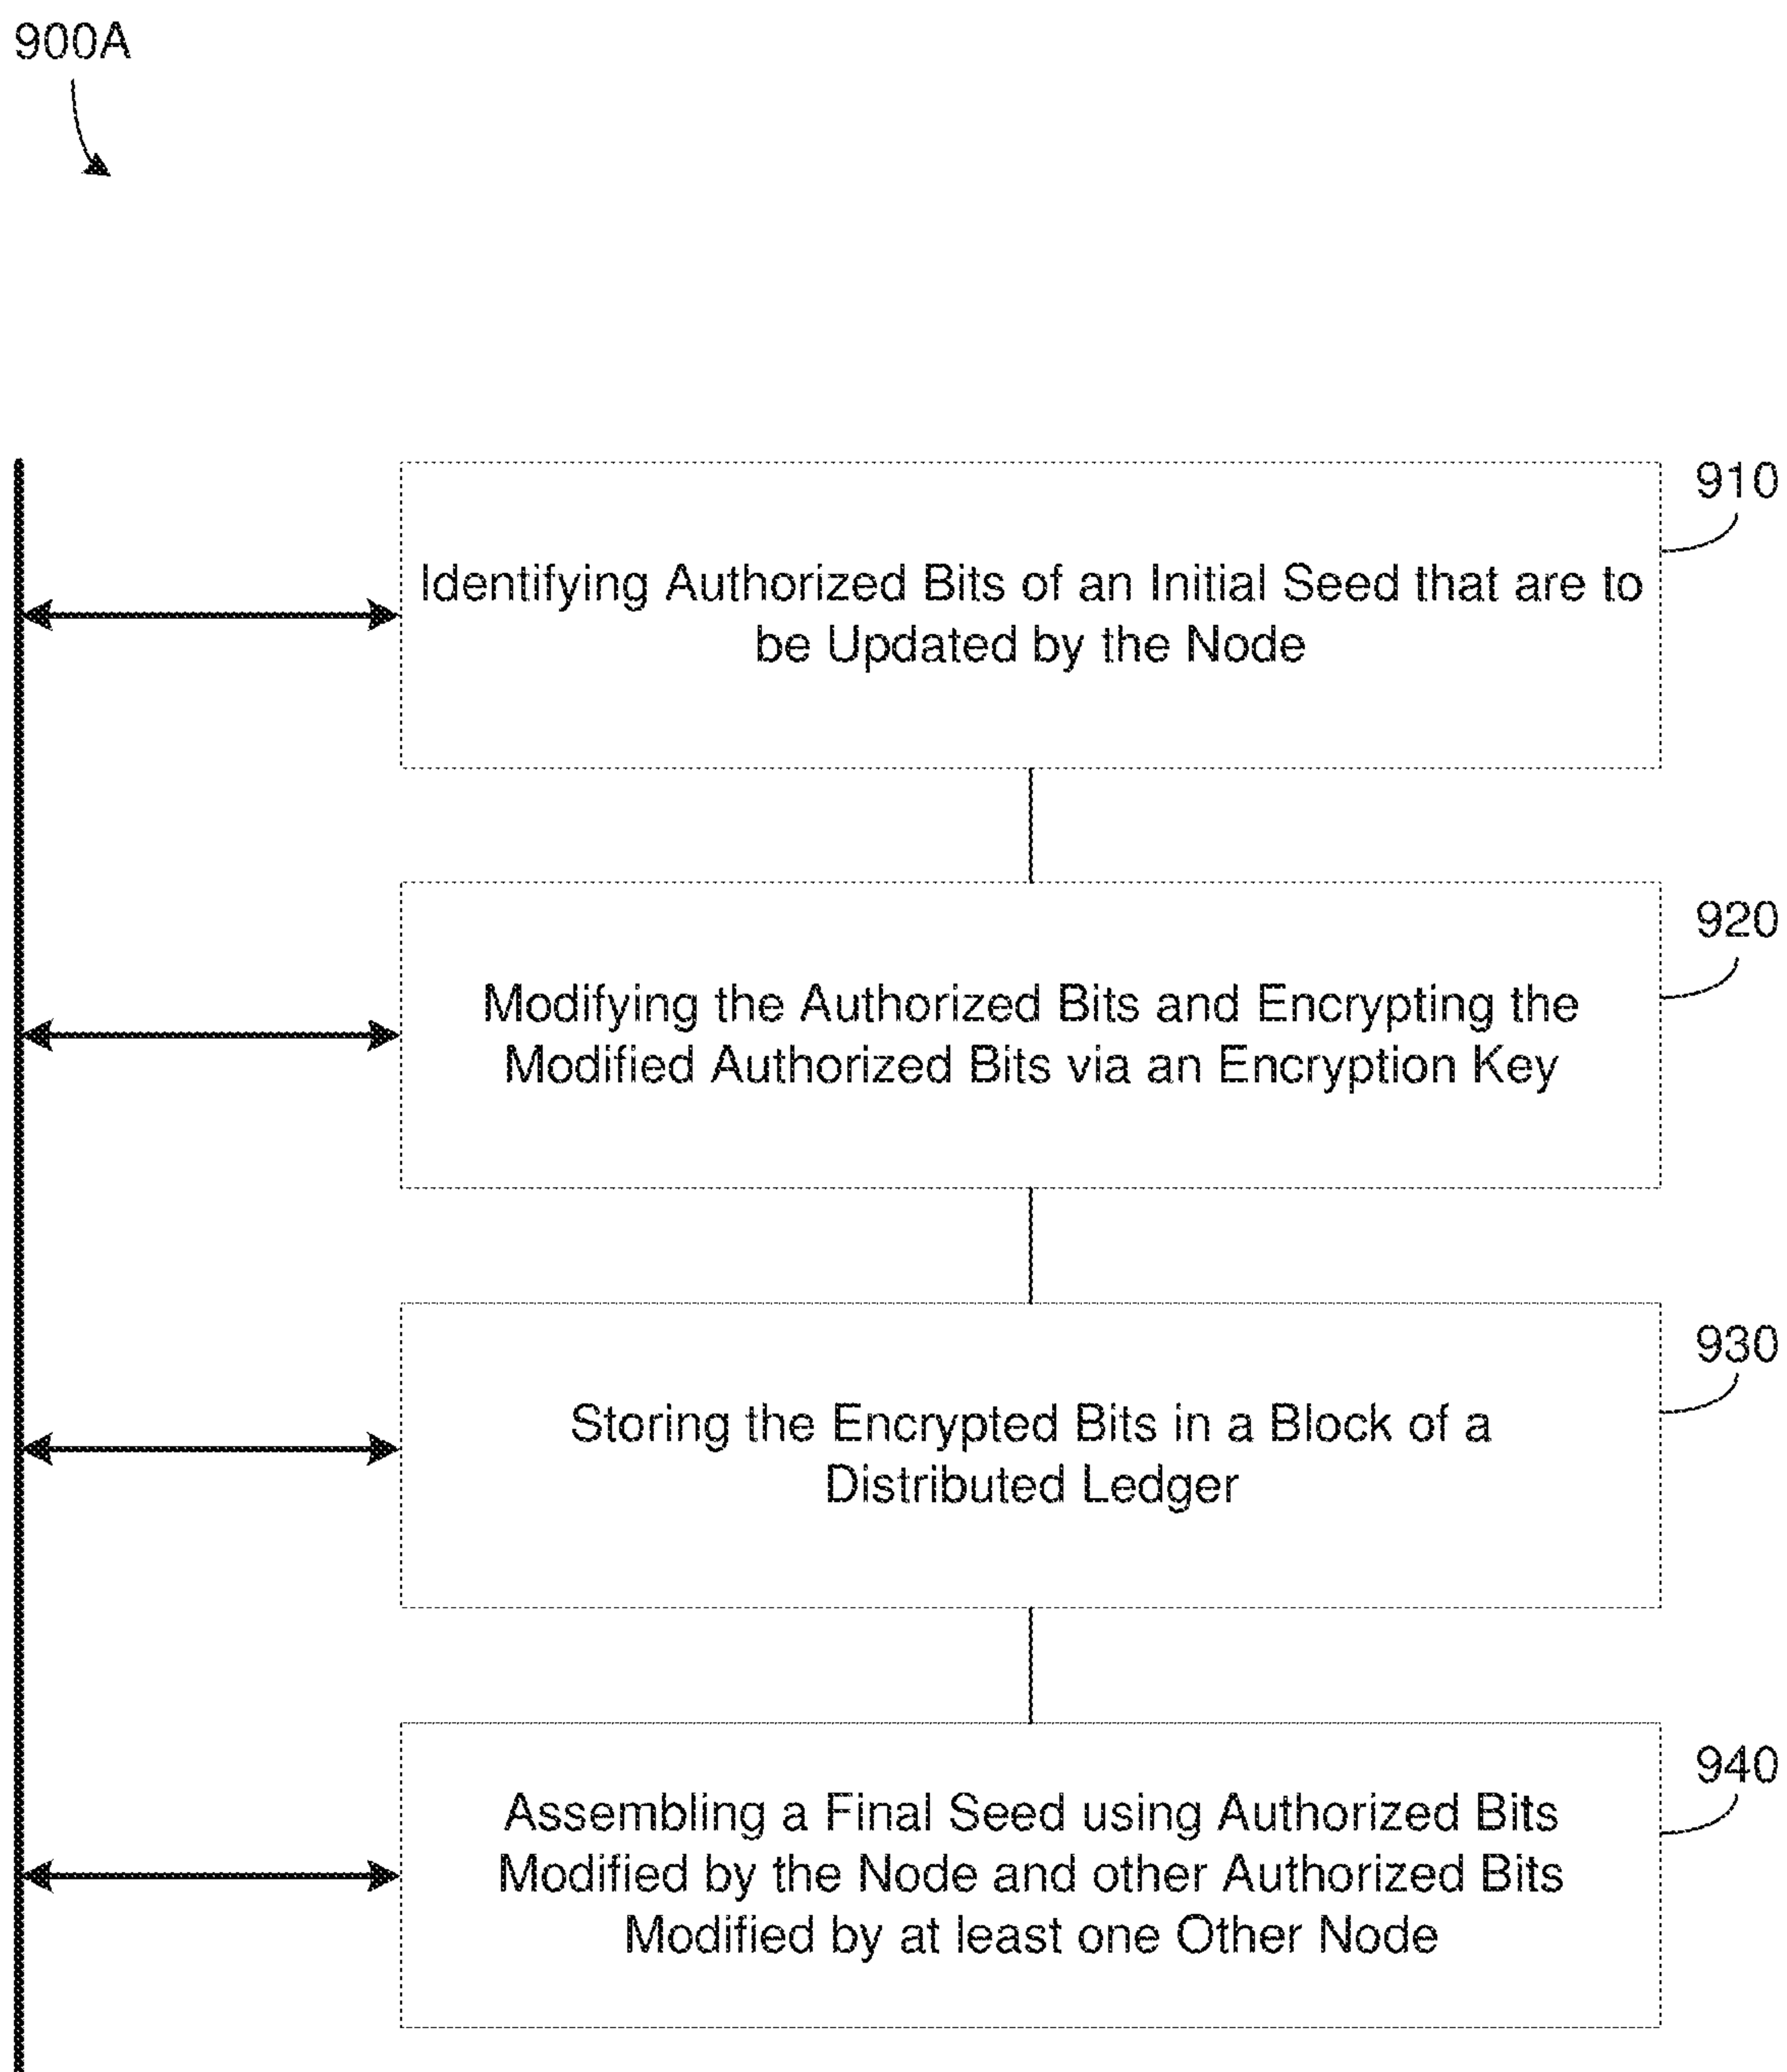 900A
910
Identifying Authorized Bits of an Initial Seed that are to
be Updated by the Node
920
Modifying the Authorized Bits and Encrypting the
Modified Authorized Bits via an Encryption Key
930
Storing the Encrypted Bits in a Block of a
Distributed Ledger
940
Assembling a Final Seed using Authorized Bits
Modified by the Node and other Authorized Bits
Modified by at least one Other Node